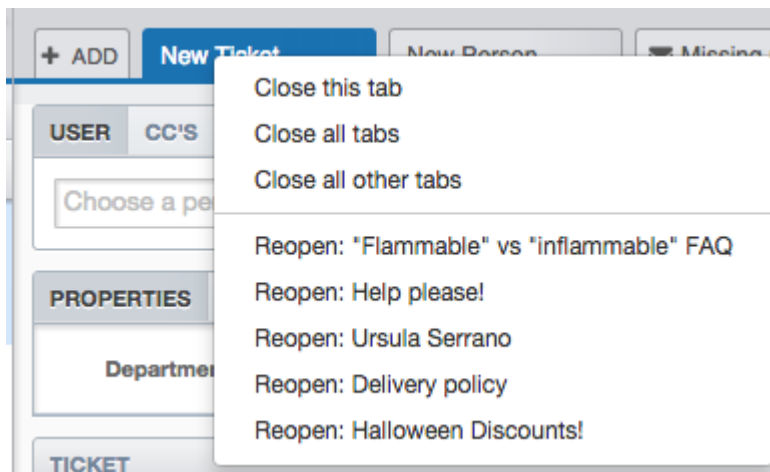 + ADD New Ticket New Person Missing
Close this tab
USER CC'S
Close all tabs
Close all other tabs
Choose a pe
Reopen: "Flammable" vs "inflammable" FAQ
PROPERTIES
Reopen: Help please!
Reopen: Ursula Serrano
Departmen
Reopen: Delivery policy
Reopen: Halloween Discounts!
TICKET